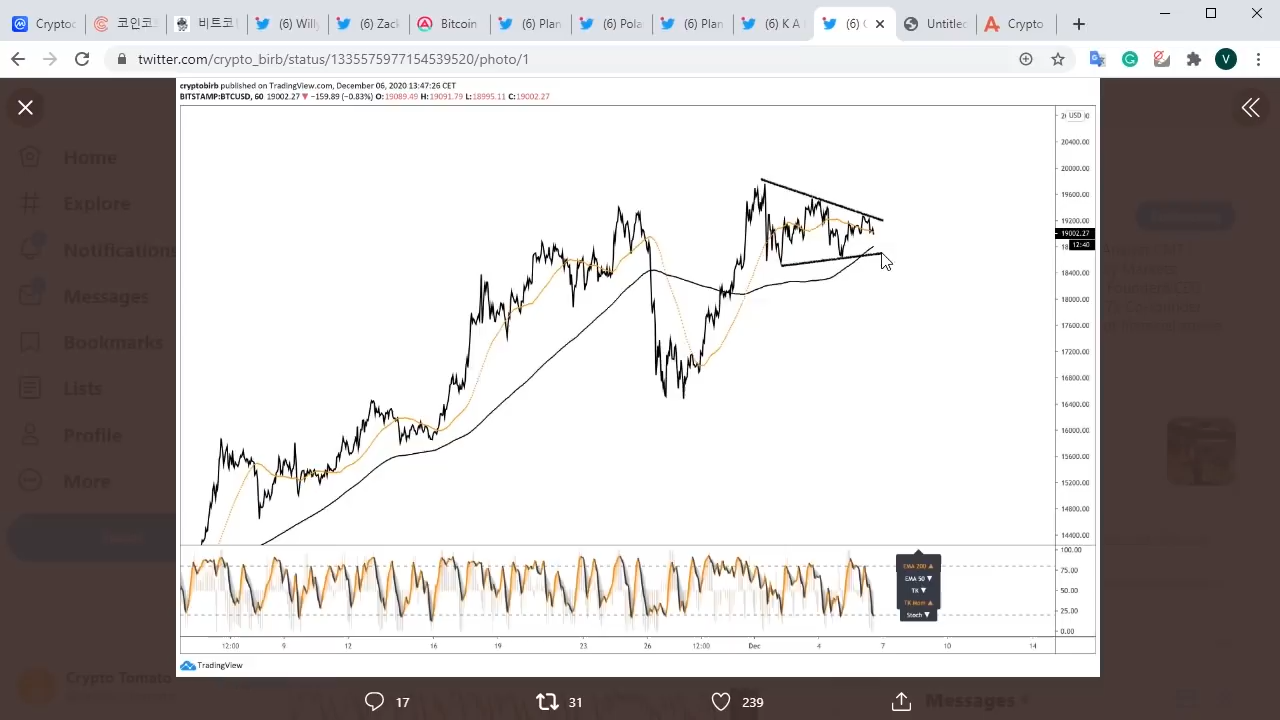 Cryptoc
코인코
비트코
(6) Willy
(6) Zack
Bitcoin
(6) Plan
(6) Pola
(6) Plan
(6) K A
(6)
Untitled
Crypto
twitter.com/crypto_birb/status/1335575977154539520/photo/1
V
cryptobirb published on TradingView.com, December 06, 2020 13:47:26 CET
BITSTAMP:BTCUSD, 60 19002.27 ▼ −159.89 (−0.83%) O:19089.49 H:19091.79 L:18995.11 C:19002.27
Home
Explore
Notifications
Messages
Bookmarks
Lists
Profile
More
Crypto Tomato
USD
20400.00
20000.00
19600.00
19200.00
19002.27
12:40
18400.00
18000.00
17600.00
17200.00
16800.00
16400.00
16000.00
15600.00
15200.00
14800.00
14400.00
100.00
75.00
50.00
25.00
0.00
EMA 200 ▲
EMA 50 ▼
TK ▼
TK Mom ▲
Stoch ▼
12:00
9
12
16
19
23
26
12:00
Dec
4
7
10
14
TradingView
17
31
239
Messages